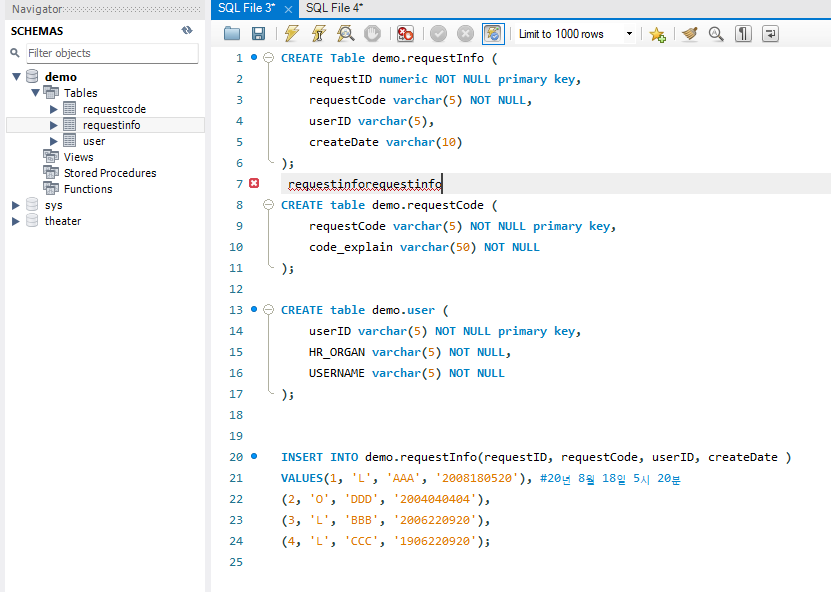 Navigator
SQL File 3*
SQL File 4*
SCHEMAS
Filter objects
Limit to 1000 rows
demo
Tables
requestcode
requestinfo
user
Views
Stored Procedures
Functions
sys
theater
1 CREATE Table demo.requestInfo (
2 requestID numeric NOT NULL primary key,
3 requestCode varchar(5) NOT NULL,
4 userID varchar(5),
5 createDate varchar(10)
6 );
7 requestinforequestinfo
8 CREATE table demo.requestCode (
9 requestCode varchar(5) NOT NULL primary key,
10 code_explain varchar(50) NOT NULL
11 );
12
13 CREATE table demo.user (
14 userID varchar(5) NOT NULL primary key,
15 HR_ORGAN varchar(5) NOT NULL,
16 USERNAME varchar(5) NOT NULL
17 );
18
19
20 INSERT INTO demo.requestInfo(requestID, requestCode, userID, createDate )
21 VALUES(1, 'L', 'AAA', '2008180520'), #20년 8월 18일 5시 20분
22 (2, 'O', 'DDD', '2004040404'),
23 (3, 'L', 'BBB', '2006220920'),
24 (4, 'L', 'CCC', '1906220920');
25